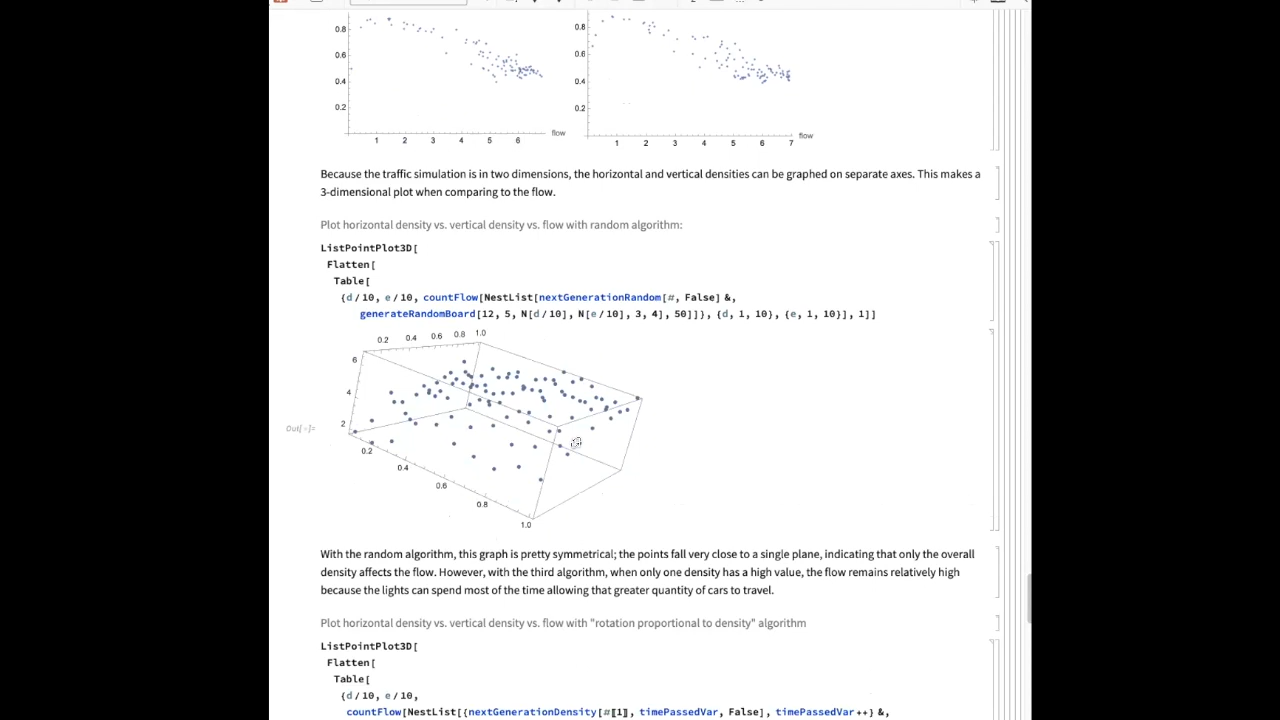 0.8
0.6
0.4
0.2
1 2 3 4 5 6
flow
0.8
0.6
0.4
0.2
1 2 3 4 5 6 7
flow
Because the traffic simulation is in two dimensions, the horizontal and vertical densities can be graphed on separate axes. This makes a
3-dimensional plot when comparing to the flow.
Plot horizontal density vs. vertical density vs. flow with random algorithm:
ListPointPlot3D[
Flatten[
Table[
{d / 10, e / 10, countFlow[NestList[nextGenerationRandom[#, False] &,
generateRandomBoard[12, 5, N[d / 10], N[e / 10], 3, 4], 50]]}, {d, 1, 10}, {e, 1, 10}], 1]]
0.2 0.4 0.6 0.8 1.0
6
4
2
Out[∘]=
0.2
0.4
0.6
0.8
1.0
With the random algorithm, this graph is pretty symmetrical; the points fall very close to a single plane, indicating that only the overall
density affects the flow. However, with the third algorithm, when only one density has a high value, the flow remains relatively high
because the lights can spend most of the time allowing that greater quantity of cars to travel.
Plot horizontal density vs. vertical density vs. flow with "rotation proportional to density" algorithm
ListPointPlot3D[
Flatten[
Table[
{d / 10, e / 10,
countFlow[NestList[{nextGenerationDensity[#〚1〛, timePassedVar, False], timePassedVar ++} &,